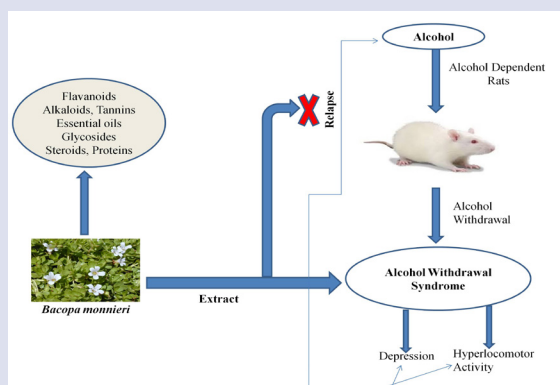 Flavanoids
Alkaloids, Tannins
Essential oils
Glycosides
Steroids, Proteins
Bacopa monnieri
Extract
Relapse
Alcohol
Alcohol Dependent
Rats
Alcohol
Withdrawal
Alcohol Withdrawal
Syndrome
Depression
Hyperlocomotor
Activity